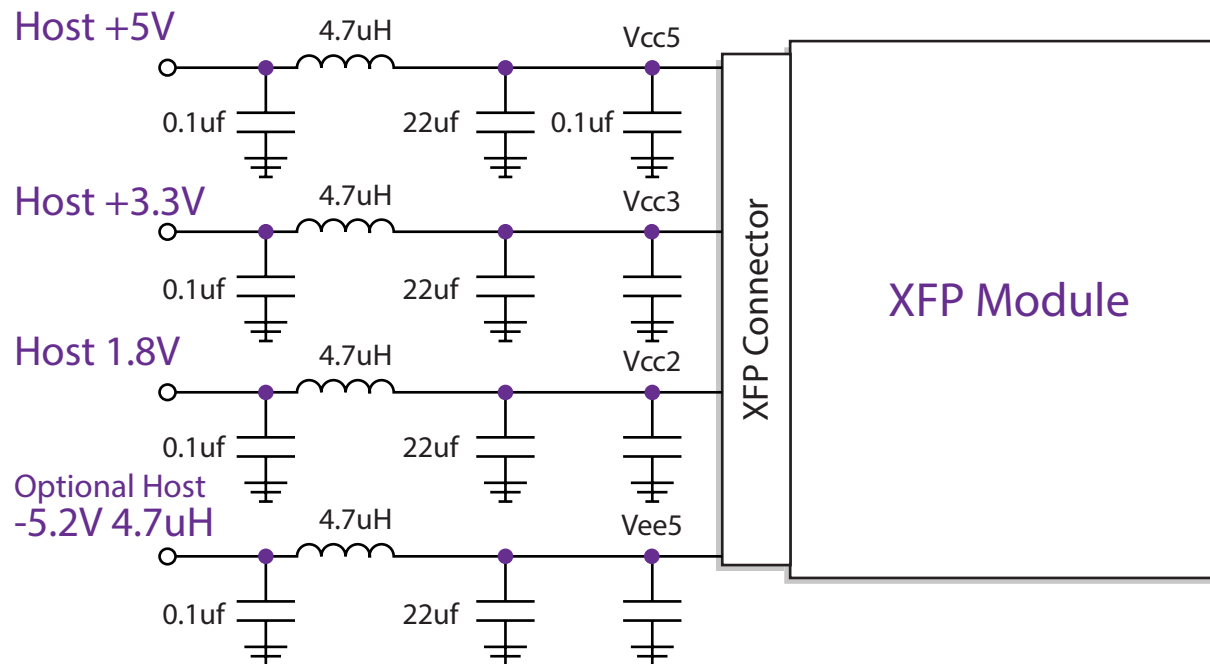 Host +5V
4.7uH
Vcc5
0.1uf
22uf
0.1uf
Host +3.3V
4.7uH
Vcc3
0.1uf
22uf
Host 1.8V
4.7uH
Vcc2
0.1uf
22uf
Optional Host
-5.2V 4.7uH
4.7uH
Vee5
0.1uf
22uf
XFP Connector
XFP Module